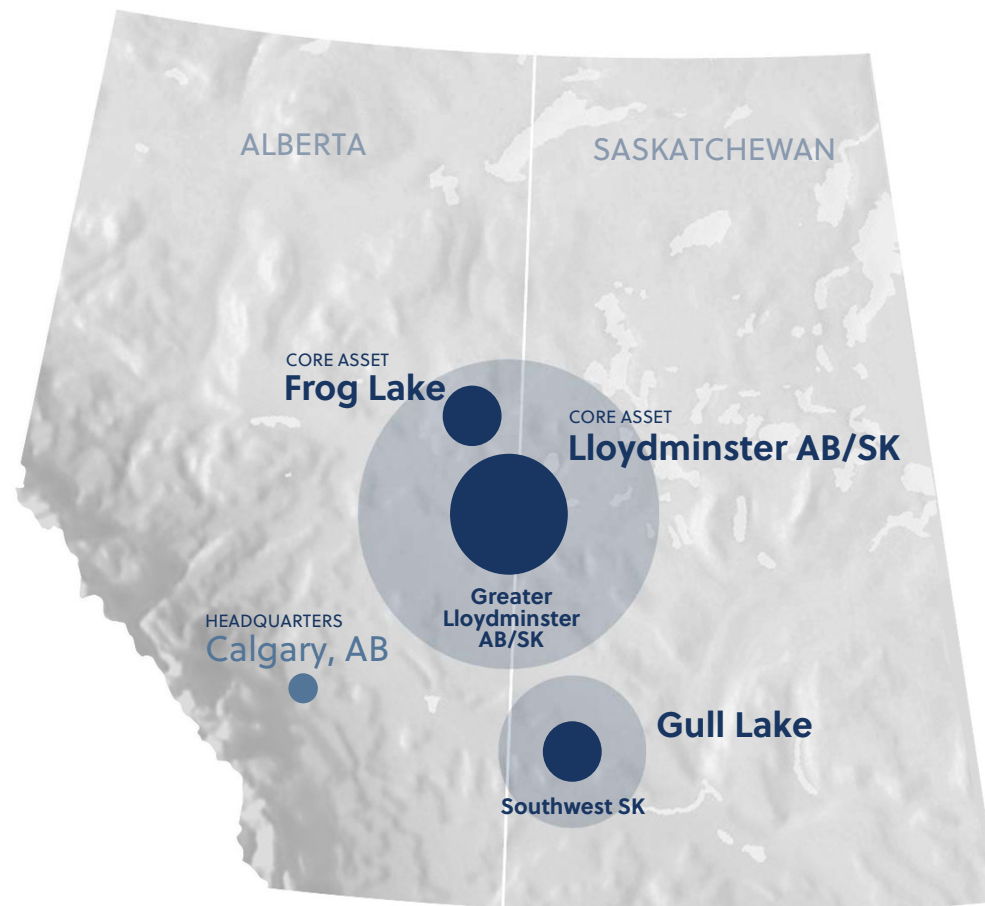 ALBERTA
SASKATCHEWAN
CORE ASSET
Frog Lake
CORE ASSET
Lloydminster AB/SK
Greater
Lloydminster
AB/SK
HEADQUARTERS
Calgary, AB
Gull Lake
Southwest SK